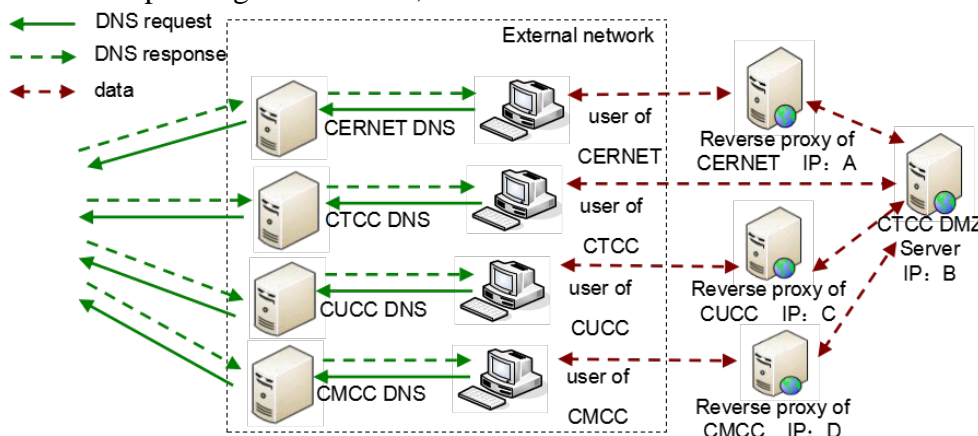 DNS request
DNS response
data
External network
CERNET DNS
user of
CERNET
Reverse proxy of
CERNET IP：A
CTCC DNS
user of
CTCC
CTCC DMZ
Server
IP：B
CUCC DNS
user of
CUCC
Reverse proxy of
CUCC IP：C
CMCC DNS
user of
CMCC
Reverse proxy of
CMCC IP：D